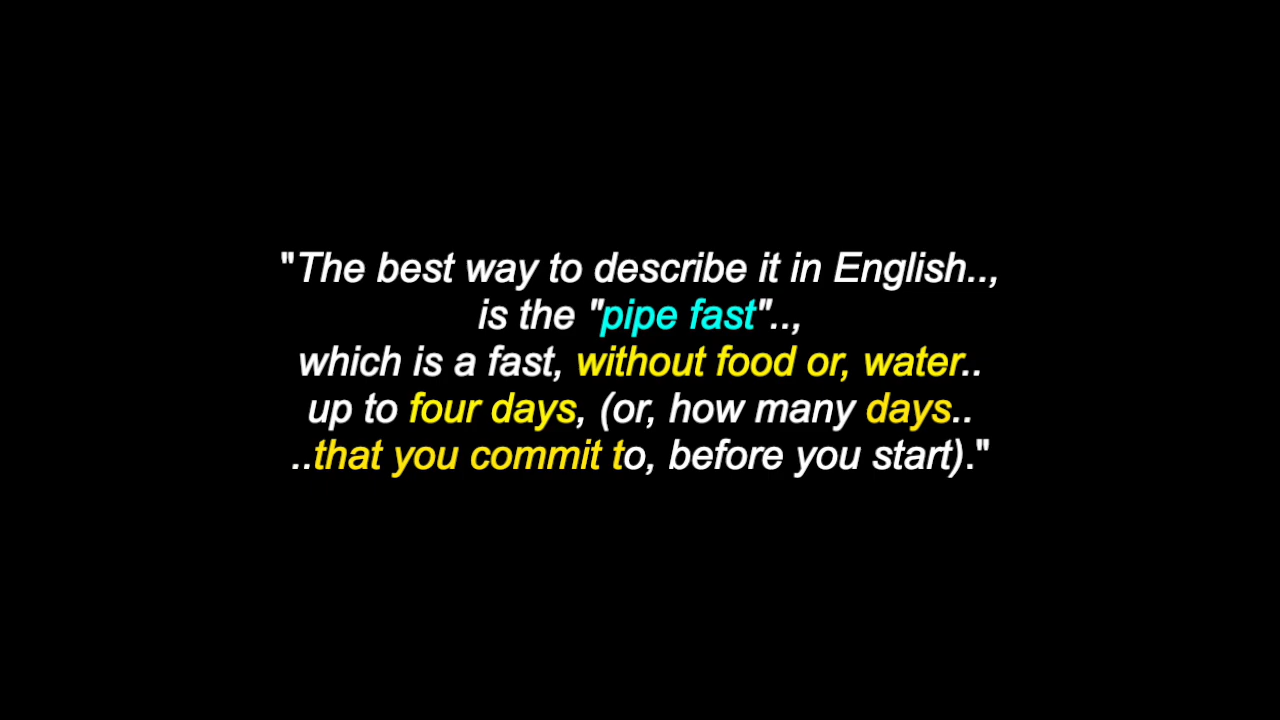 "The best way to describe it in English..,
is the "pipe fast"..,
which is a fast, without food or, water..
up to four days, (or, how many days..
..that you commit to, before you start)."